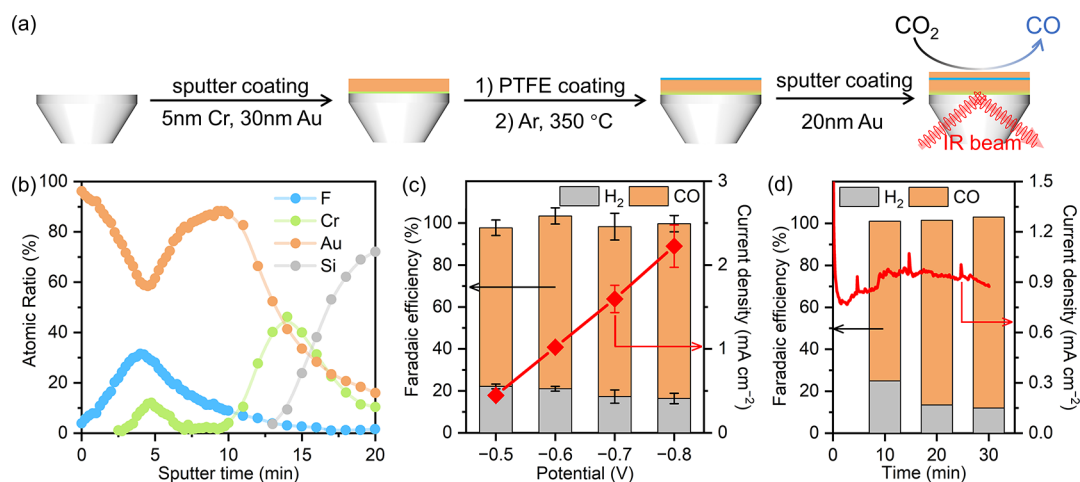 (a)
sputter coating
5nm Cr, 30nm Au
1) PTFE coating
2) Ar, 350 °C
sputter coating
20nm Au
CO₂
CO
IR beam
(b)
100
80
60
40
20
0
Atomic Ratio (%)
F
Cr
Au
Si
0
5
10
15
20
Sputter time (min)
(c)
H₂
CO
100
80
60
40
20
0
Faradaic efficiency (%)
3
2
1
0
Current density (mA cm⁻²)
−0.5
−0.6
−0.7
−0.8
Potential (V)
(d)
H₂
CO
100
90
80
70
60
50
40
30
20
10
0
Faradaic efficiency (%)
1.5
1.2
0.9
0.6
0.3
0.0
Current density (mA cm⁻²)
0
10
20
30
Time (min)